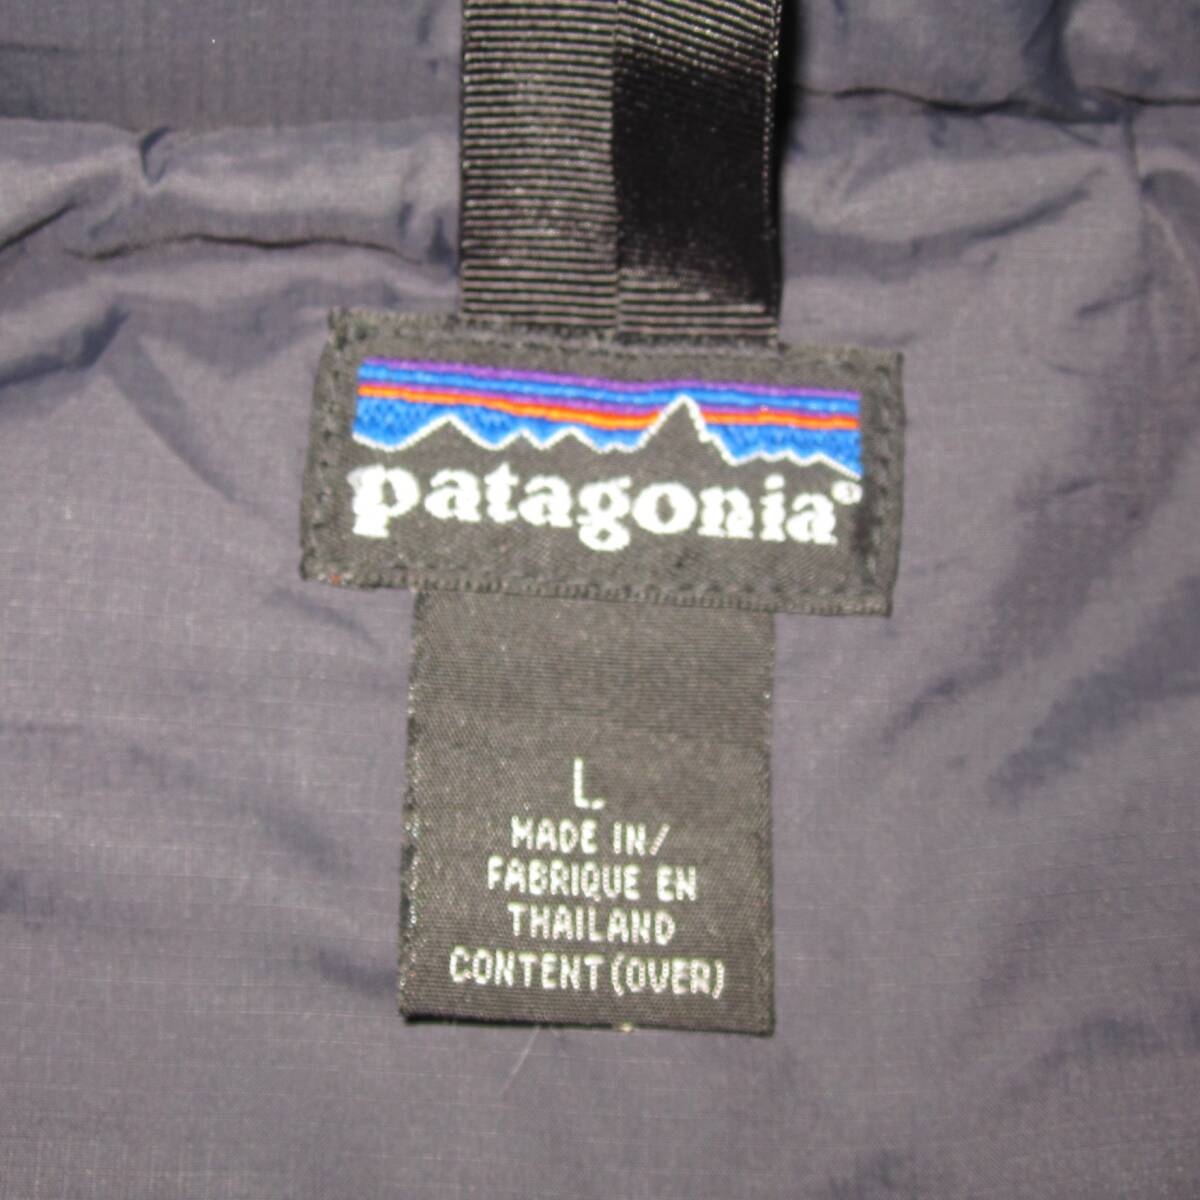 patagonia®
L.
MADE IN/
FABRIQUE EN
THAILAND
CONTENT (OVER)